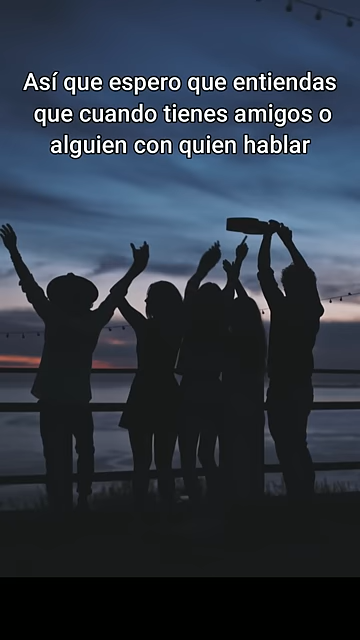 Así que espero que entiendas
que cuando tienes amigos o
alguien con quien hablar